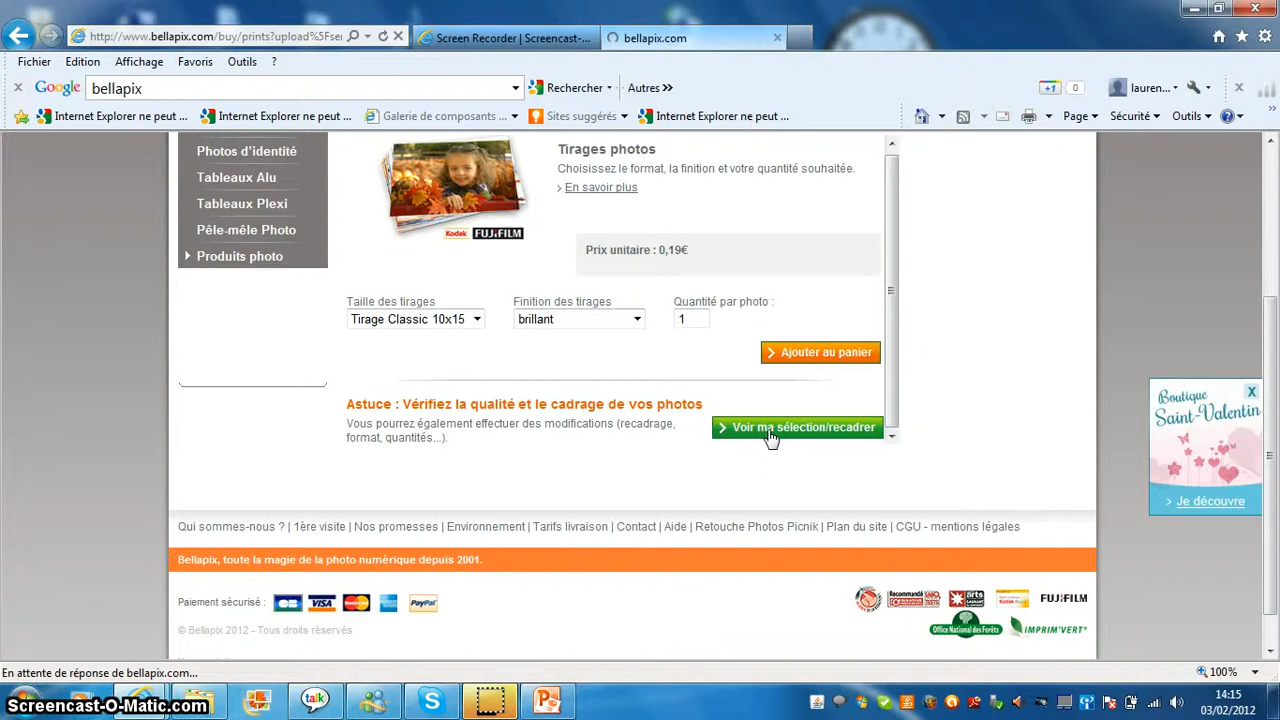 http://www.bellapix.com/buy/prints?upload%5Fse
Screen Recorder | Screencast-...
bellapix.com
Fichier
Edition
Affichage
Favoris
Outils
?
Google
bellapix
Rechercher
Autres »
+1
0
lauren...
Internet Explorer ne peut ...
Internet Explorer ne peut ...
Galerie de composants ...
Sites suggérés
Internet Explorer ne peut ...
Page
Sécurité
Outils
Photos d'identité
Tableaux Alu
Tableaux Plexi
Pêle-mêle Photo
Produits photo
Kodak FUJIFILM
Tirages photos
Choisissez le format, la finition et votre quantité souhaitée.
En savoir plus
Prix unitaire : 0,19€
Taille des tirages
Finition des tirages
Quantité par photo :
Tirage Classic 10x15
brillant
1
Ajouter au panier
Astuce : Vérifiez la qualité et le cadrage de vos photos
Vous pourrez également effectuer des modifications (recadrage,
format, quantités...).
Voir ma sélection/recadrer
Boutique
Saint-Valentin
> Je découvre
Qui sommes-nous ? | 1ère visite | Nos promesses | Environnement | Tarifs livraison | Contact | Aide | Retouche Photos Picnik | Plan du site | CGU - mentions légales
Bellapix, toute la magie de la photo numérique depuis 2001.
Paiement sécurisé :
VISA
PayPal
Recommandé
arts
FUJIFILM
© Bellapix 2012 - Tous droits réservés
Office National des Forêts
IMPRIM'VERT
En attente de réponse de bellapix.com...
100%
talk
Screencast-O-Matic.com
14:15
03/02/2012